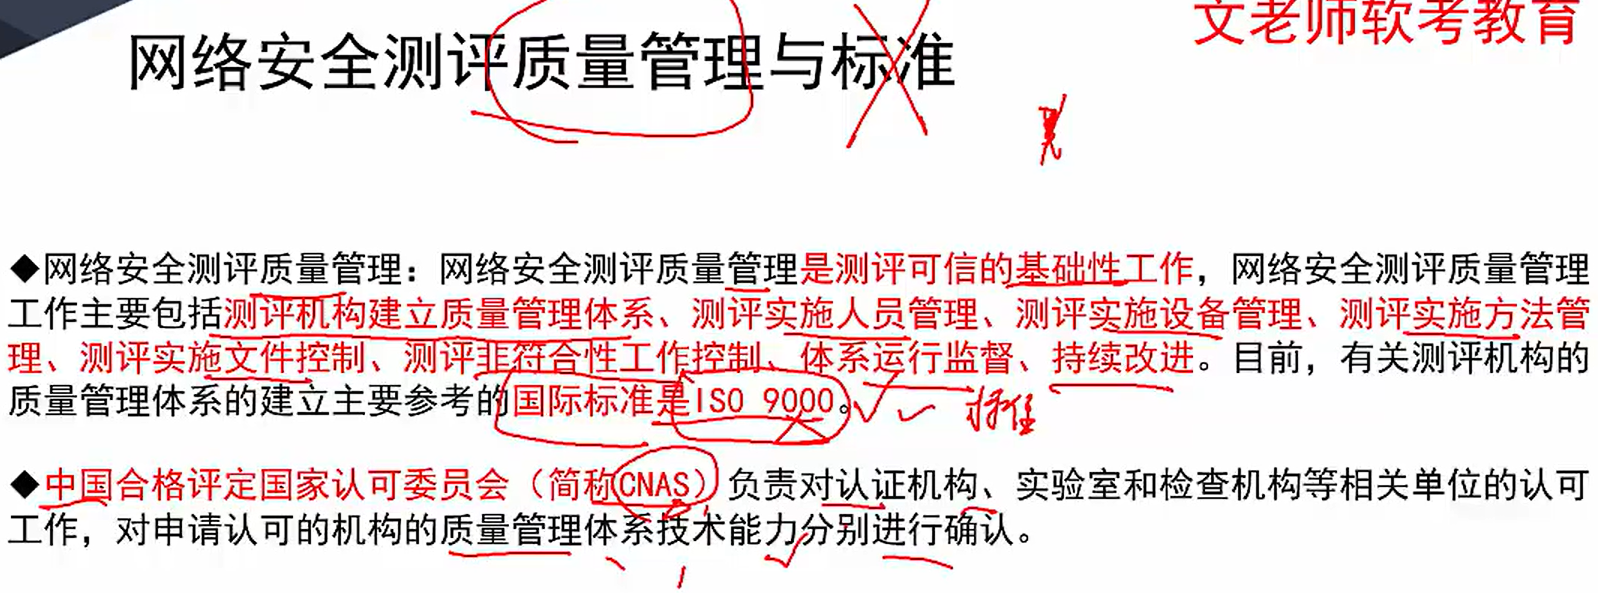 文老师软考教育
网络安全测评质量管理与标准
◆网络安全测评质量管理：网络安全测评质量管理是测评可信的基础性工作，网络安全测评质量管理
工作主要包括测评机构建立质量管理体系、测评实施人员管理、测评实施设备管理、测评实施方法管
理、测评实施文件控制、测评非符合性工作控制、体系运行监督、持续改进。目前，有关测评机构的
质量管理体系的建立主要参考的国际标准是ISO 9000。
标准
◆中国合格评定国家认可委员会（简称CNAS）负责对认证机构、实验室和检查机构等相关单位的认可
工作，对申请认可的机构的质量管理体系技术能力分别进行确认。